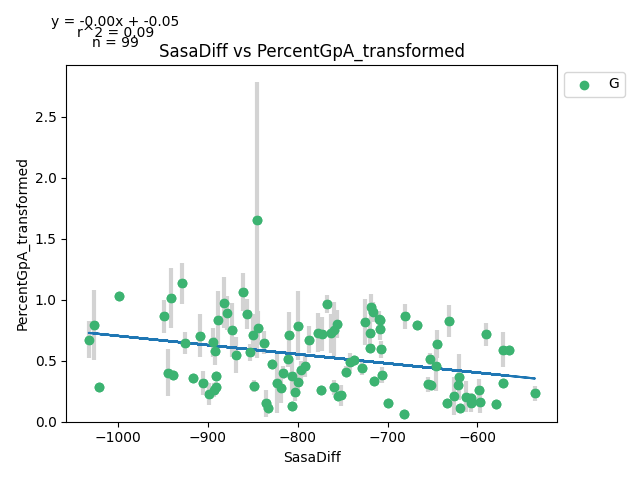 y = -0.00x + -0.05
r^2 = 0.09
n = 99
SasaDiff vs PercentGpA_transformed
G
PercentGpA_transformed
2.5
2.0
1.5
1.0
0.5
0.0
−1000 −900 −800 −700 −600
SasaDiff